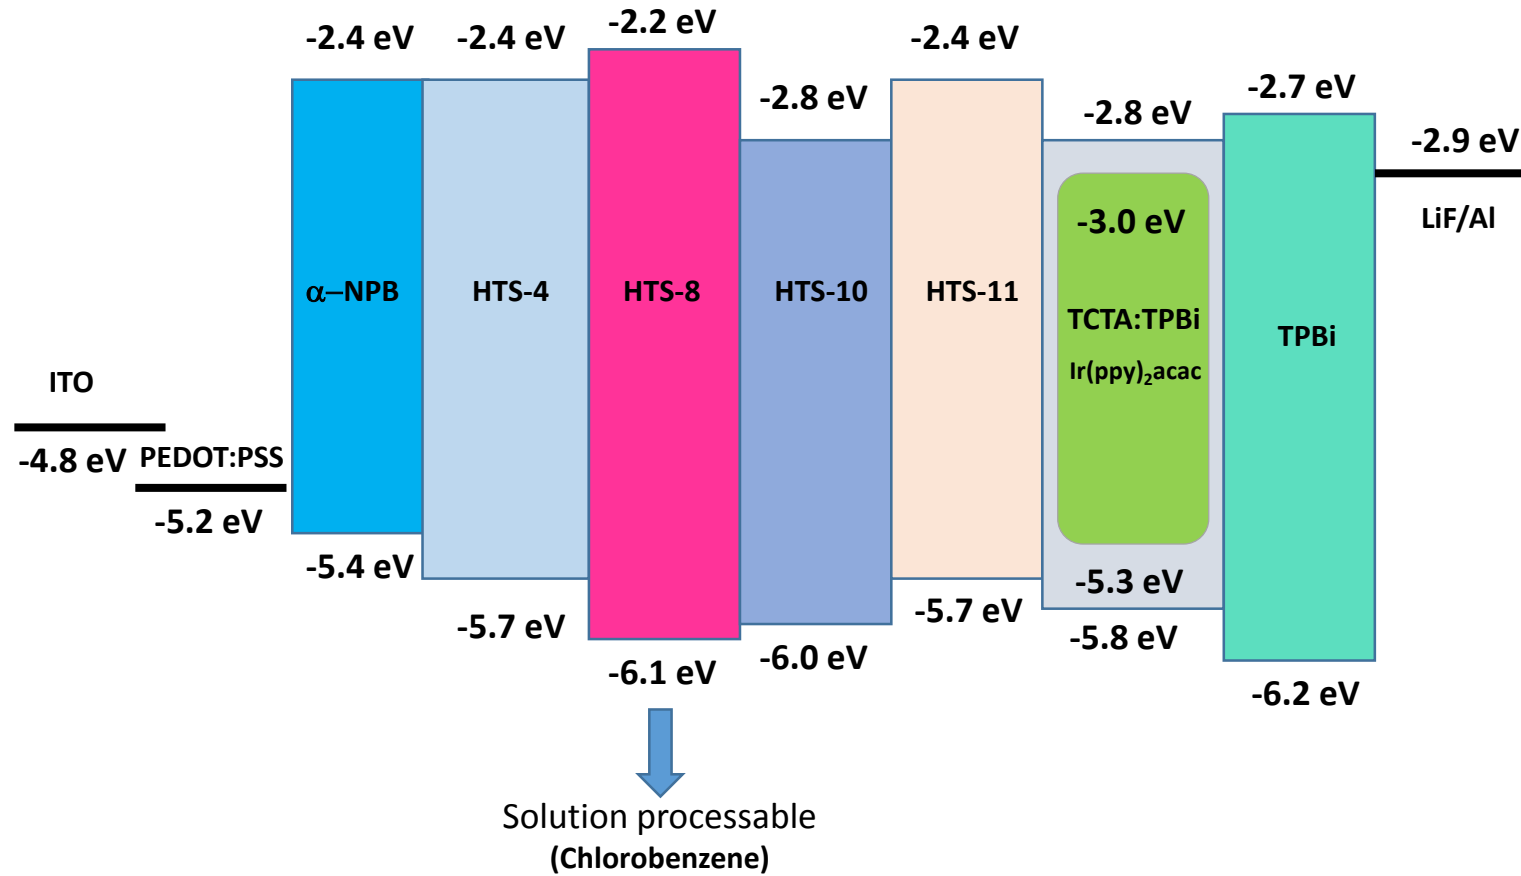 -2.4 eV
-2.4 eV
-2.2 eV
-2.8 eV
-2.4 eV
-2.8 eV
-2.7 eV
-2.9 eV
LiF/Al
-3.0 eV
α–NPB
HTS-4
HTS-8
HTS-10
HTS-11
TCTA:TPBi
Ir(ppy)₂acac
TPBi
ITO
-4.8 eV
PEDOT:PSS
-5.2 eV
-5.4 eV
-5.7 eV
-6.1 eV
-6.0 eV
-5.7 eV
-5.3 eV
-5.8 eV
-6.2 eV
Solution processable
(Chlorobenzene)